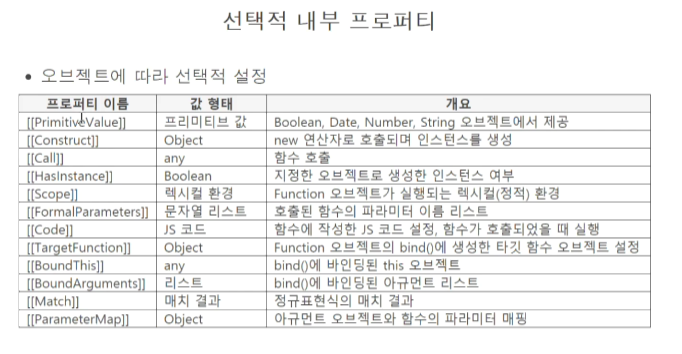 선택적 내부 프로퍼티
• 오브젝트에 따라 선택적 설정
프로퍼티 이름 값 형태 개요
[[PrimitiveValue]] 프리미티브 값 Boolean, Date, Number, String 오브젝트에서 제공
[[Construct]] Object new 연산자로 호출되며 인스턴스를 생성
[[Call]] any 함수 호출
[[HasInstance]] Boolean 지정한 오브젝트로 생성한 인스턴스 여부
[[Scope]] 렉시컬 환경 Function 오브젝트가 실행되는 렉시컬(정적) 환경
[[FormalParameters]] 문자열 리스트 호출된 함수의 파라미터 이름 리스트
[[Code]] JS 코드 함수에 작성한 JS 코드 설정, 함수가 호출되었을 때 실행
[[TargetFunction]] Object Function 오브젝트의 bind()에 생성한 타깃 함수 오브젝트 설정
[[BoundThis]] any bind()에 바인딩된 this 오브젝트
[[BoundArguments]] 리스트 bind()에 바인딩된 아규먼트 리스트
[[Match]] 매치 결과 정규표현식의 매치 결과
[[ParameterMap]] Object 아규먼트 오브젝트와 함수의 파라미터 매핑